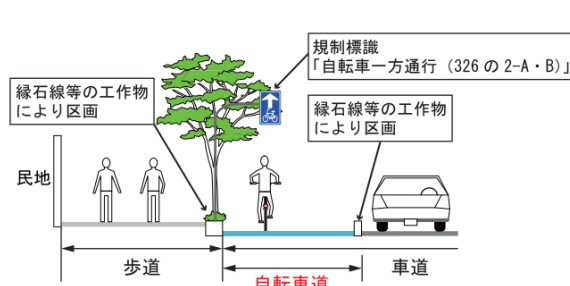 規制標識
「自転車一方通行（326の2-A・B）」
縁石線等の工作物
により区画
縁石線等の工作物
により区画
民地
歩道
自転車道
車道